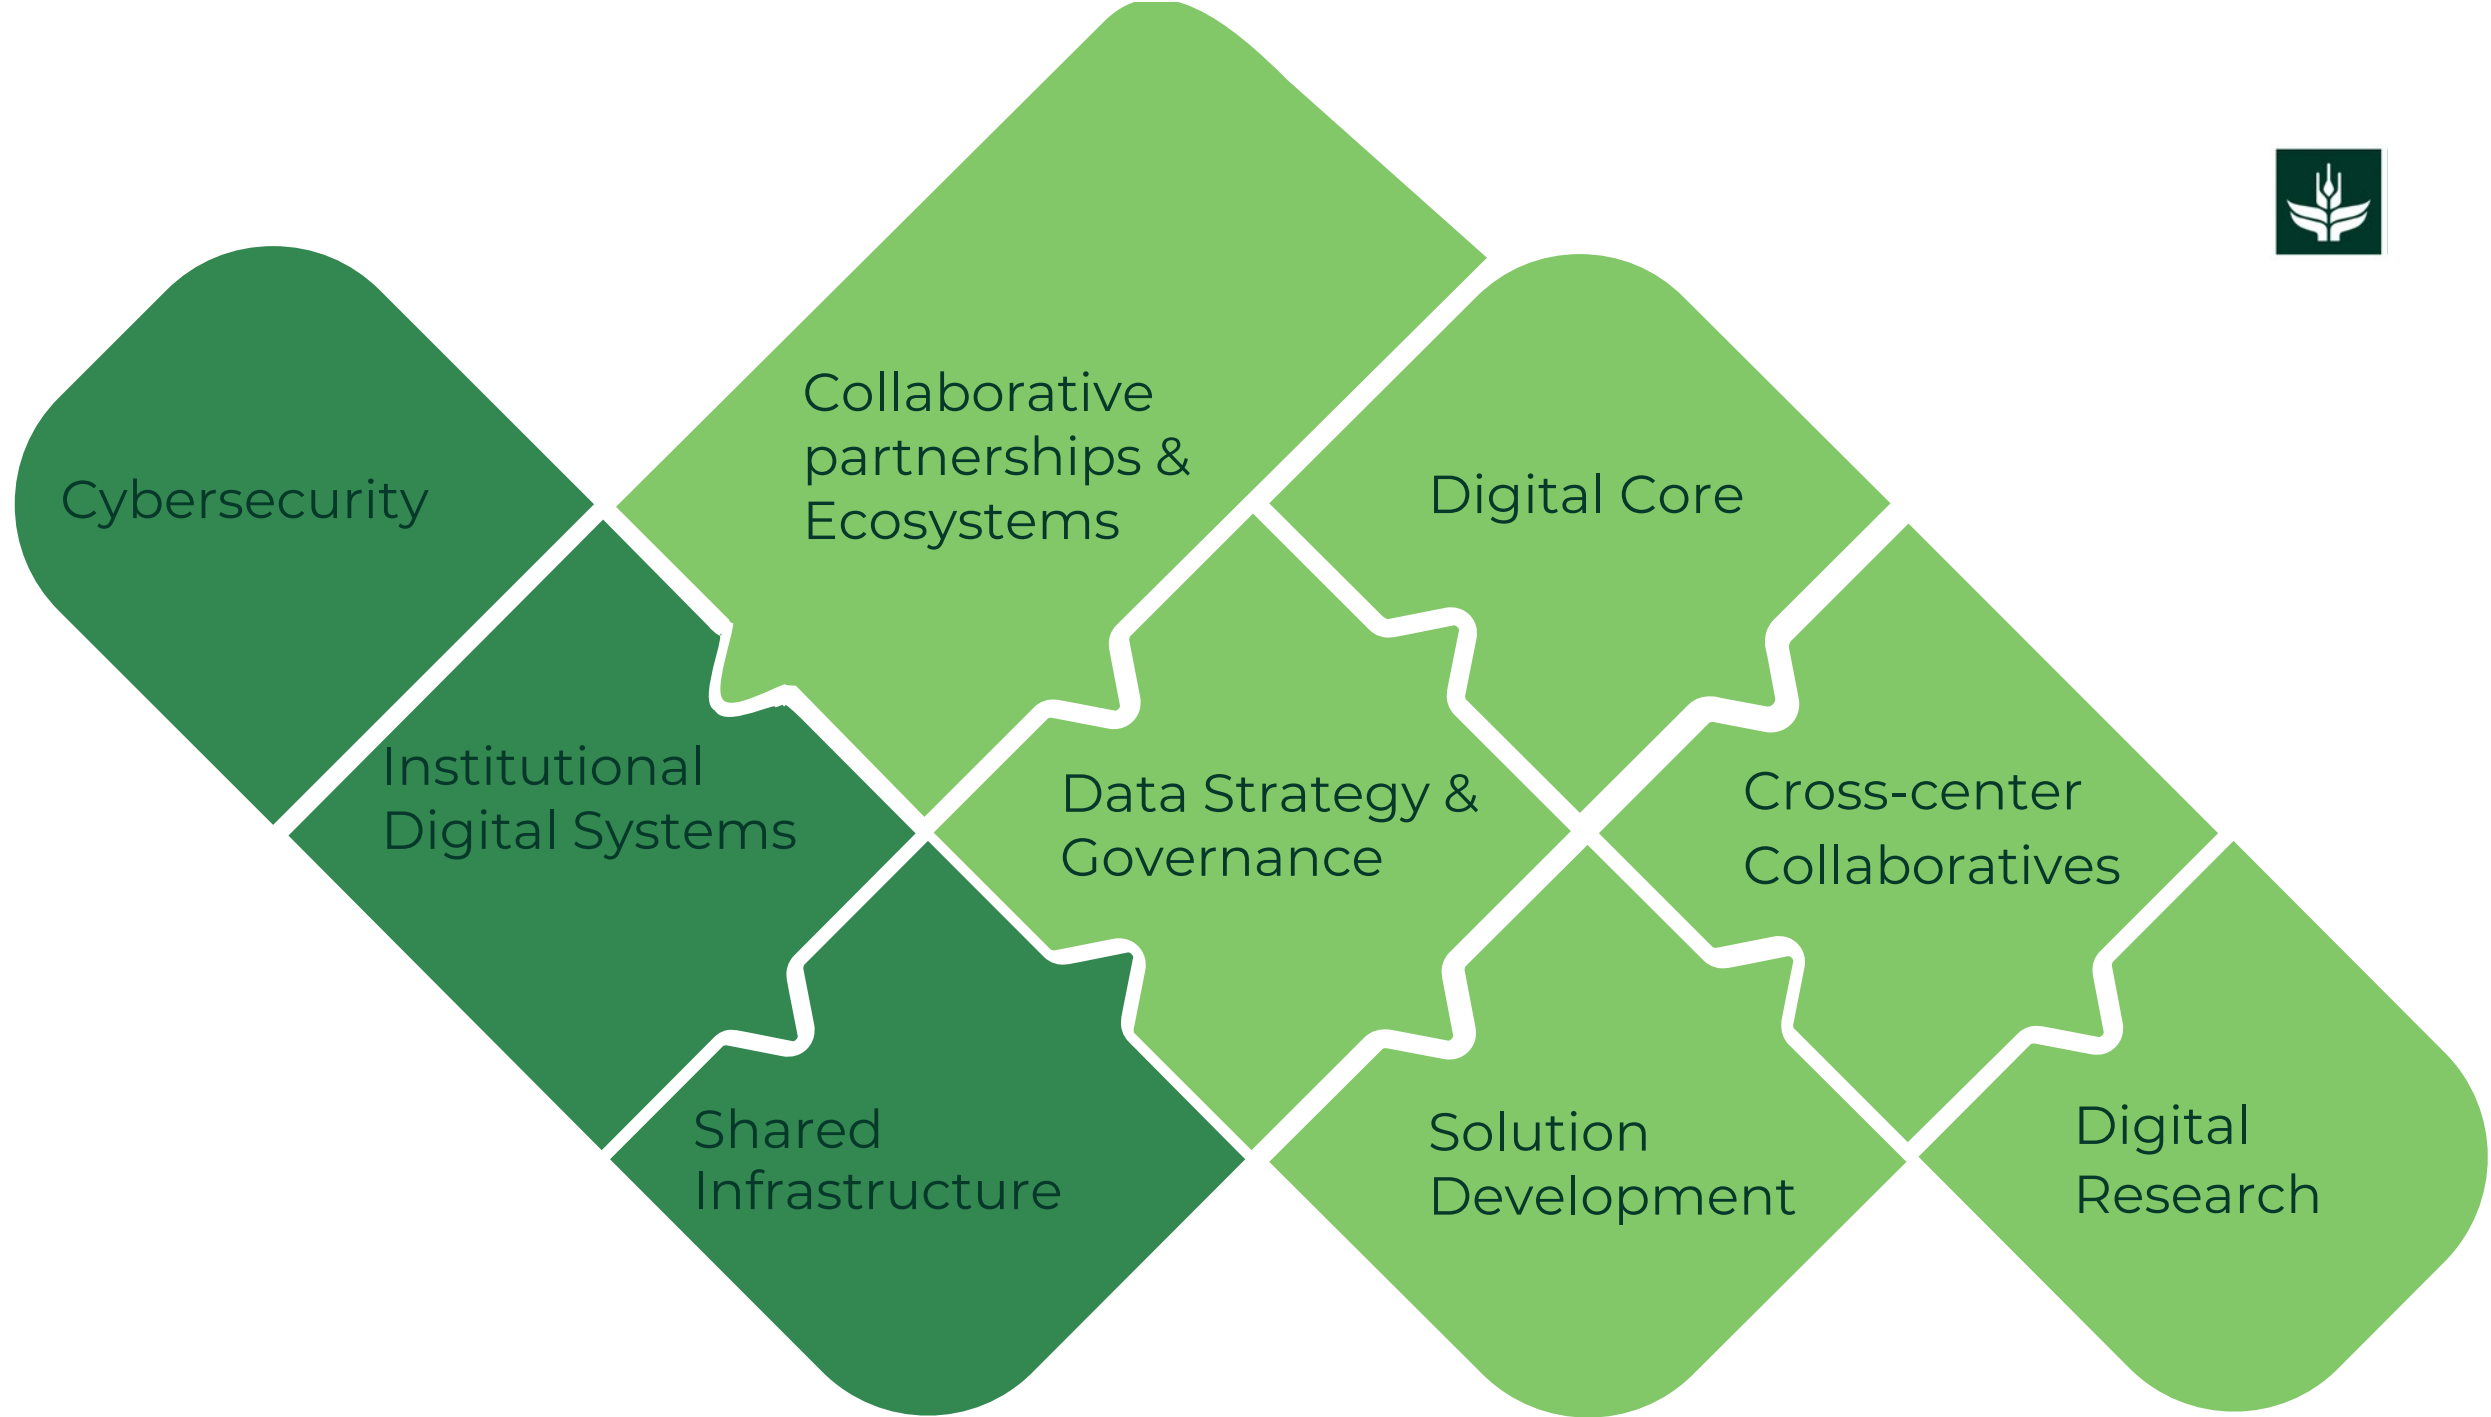 Collaborative
partnerships &
Ecosystems
Cybersecurity
Digital Core
Institutional
Digital Systems
Data Strategy &
Governance
Cross-center
Collaboratives
Shared
Infrastructure
Solution
Development
Digital
Research